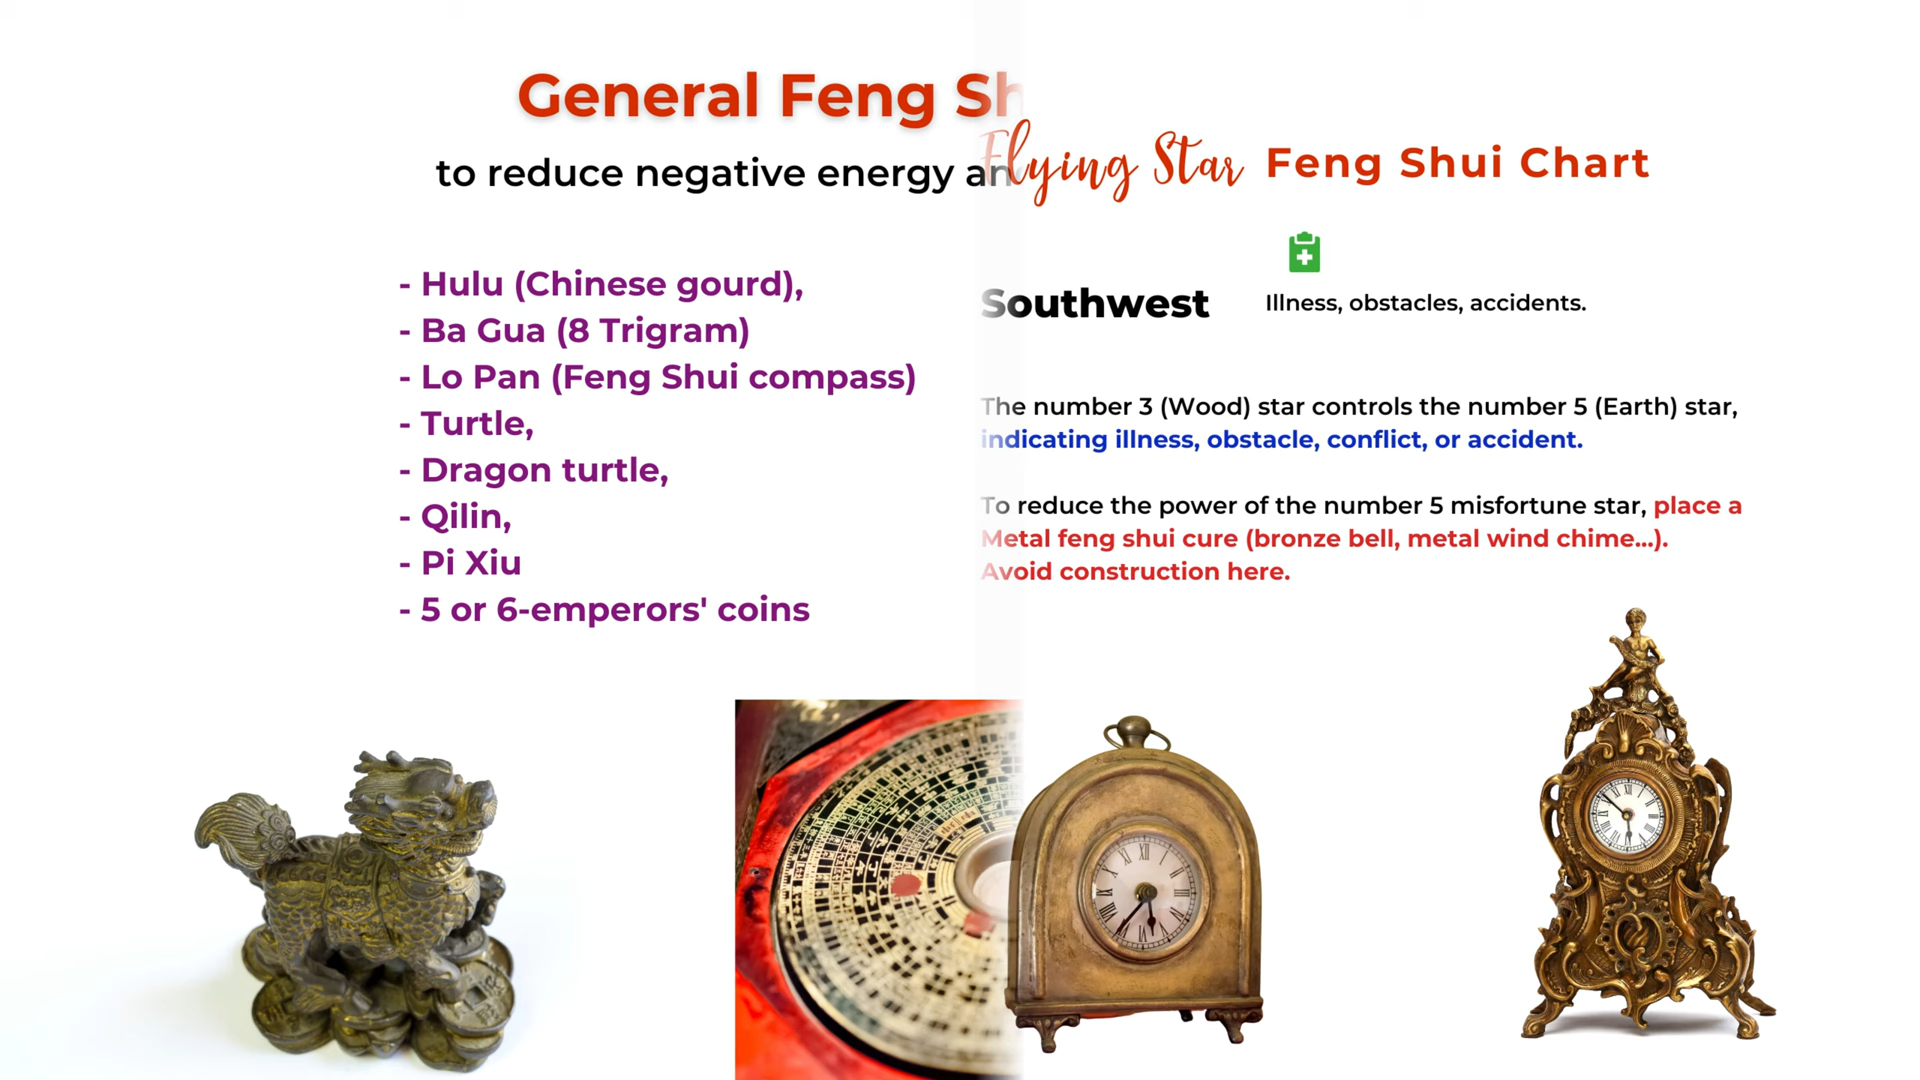 General Feng Sh
to reduce negative energy an
- Hulu (Chinese gourd),
- Ba Gua (8 Trigram)
- Lo Pan (Feng Shui compass)
- Turtle,
- Dragon turtle,
- Qilin,
- Pi Xiu
- 5 or 6-emperors' coins
Flying Star Feng Shui Chart
Southwest
Illness, obstacles, accidents.
The number 3 (Wood) star controls the number 5 (Earth) star,
indicating illness, obstacle, conflict, or accident.
To reduce the power of the number 5 misfortune star, place a
Metal feng shui cure (bronze bell, metal wind chime...).
Avoid construction here.